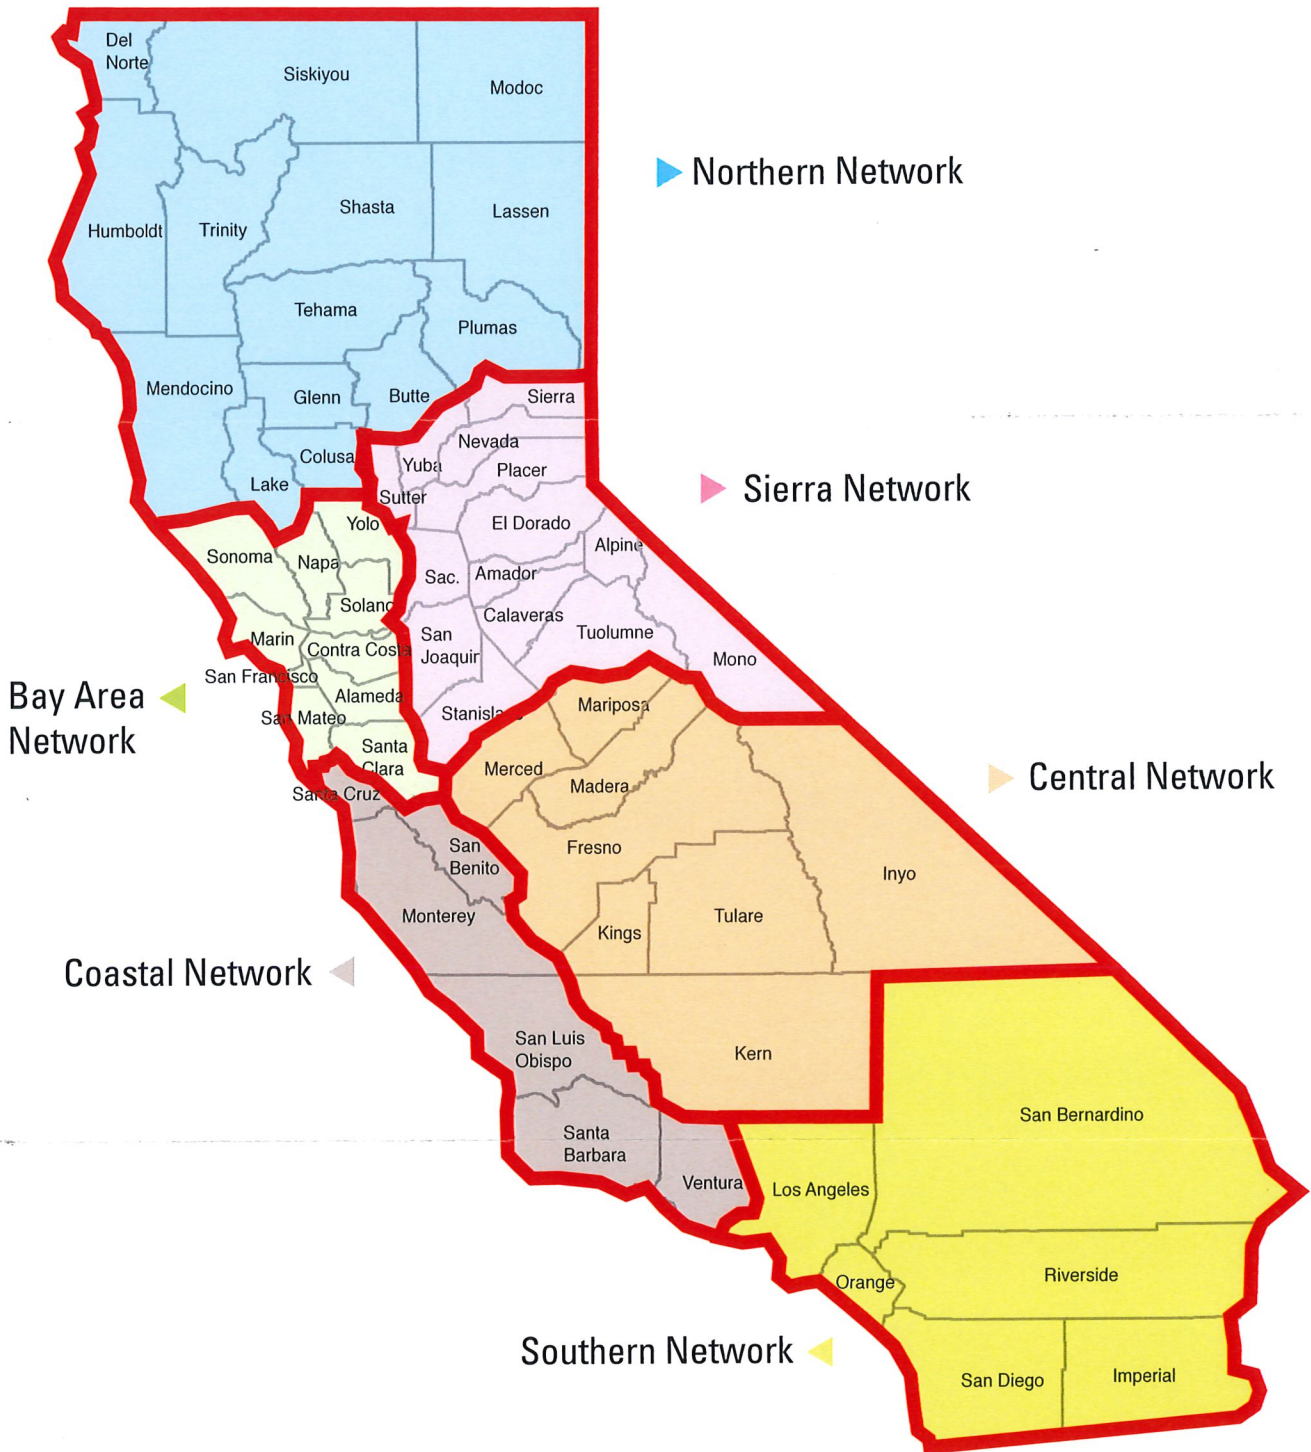 Del
Norte
Siskiyou
Modoc
Northern Network
Shasta
Lassen
Humboldt
Trinity
Tehama
Plumas
Mendocino
Glenn
Butte
Sierra
Nevada
Colusa
Yuba
Placer
Lake
Sutter
Sierra Network
Yolo
El Dorado
Alpine
Sonoma
Napa
Sac.
Amador
Solano
Calaveras
Marin
San
Joaquin
Tuolumne
Contra Costa
Mono
San Francisco
Bay Area
Network
Alameda
Mariposa
San Mateo
Stanislaus
Santa
Clara
Merced
Central Network
Madera
Santa Cruz
San
Benito
Fresno
Inyo
Monterey
Kings
Tulare
Coastal Network
San Luis
Obispo
Kern
San Bernardino
Santa
Barbara
Ventura
Los Angeles
Orange
Riverside
Southern Network
San Diego
Imperial